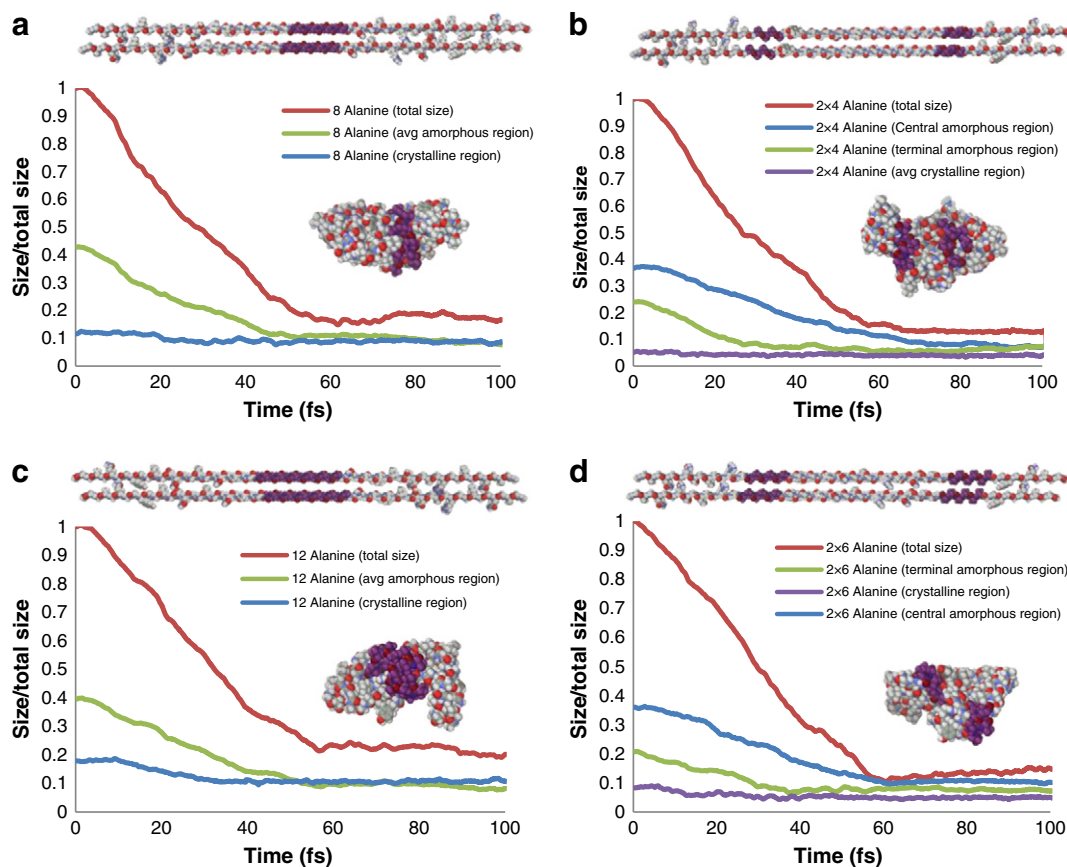 a
8 Alanine (total size)
8 Alanine (avg amorphous region)
8 Alanine (crystalline region)
Size/total size
1
0.9
0.8
0.7
0.6
0.5
0.4
0.3
0.2
0.1
0
0 20 40 60 80 100
Time (fs)
b
2×4 Alanine (total size)
2×4 Alanine (Central amorphous region)
2×4 Alanine (terminal amorphous region)
2×4 Alanine (avg crystalline region)
Size/total size
1
0.9
0.8
0.7
0.6
0.5
0.4
0.3
0.2
0.1
0
0 20 40 60 80 100
Time (fs)
c
12 Alanine (total size)
12 Alanine (avg amorphous region)
12 Alanine (crystalline region)
Size/total size
1
0.9
0.8
0.7
0.6
0.5
0.4
0.3
0.2
0.1
0
0 20 40 60 80 100
Time (fs)
d
2×6 Alanine (total size)
2×6 Alanine (terminal amorphous region)
2×6 Alanine (crystalline region)
2×6 Alanine (central amorphous region)
Size/total size
1
0.9
0.8
0.7
0.6
0.5
0.4
0.3
0.2
0.1
0
0 20 40 60 80 100
Time (fs)